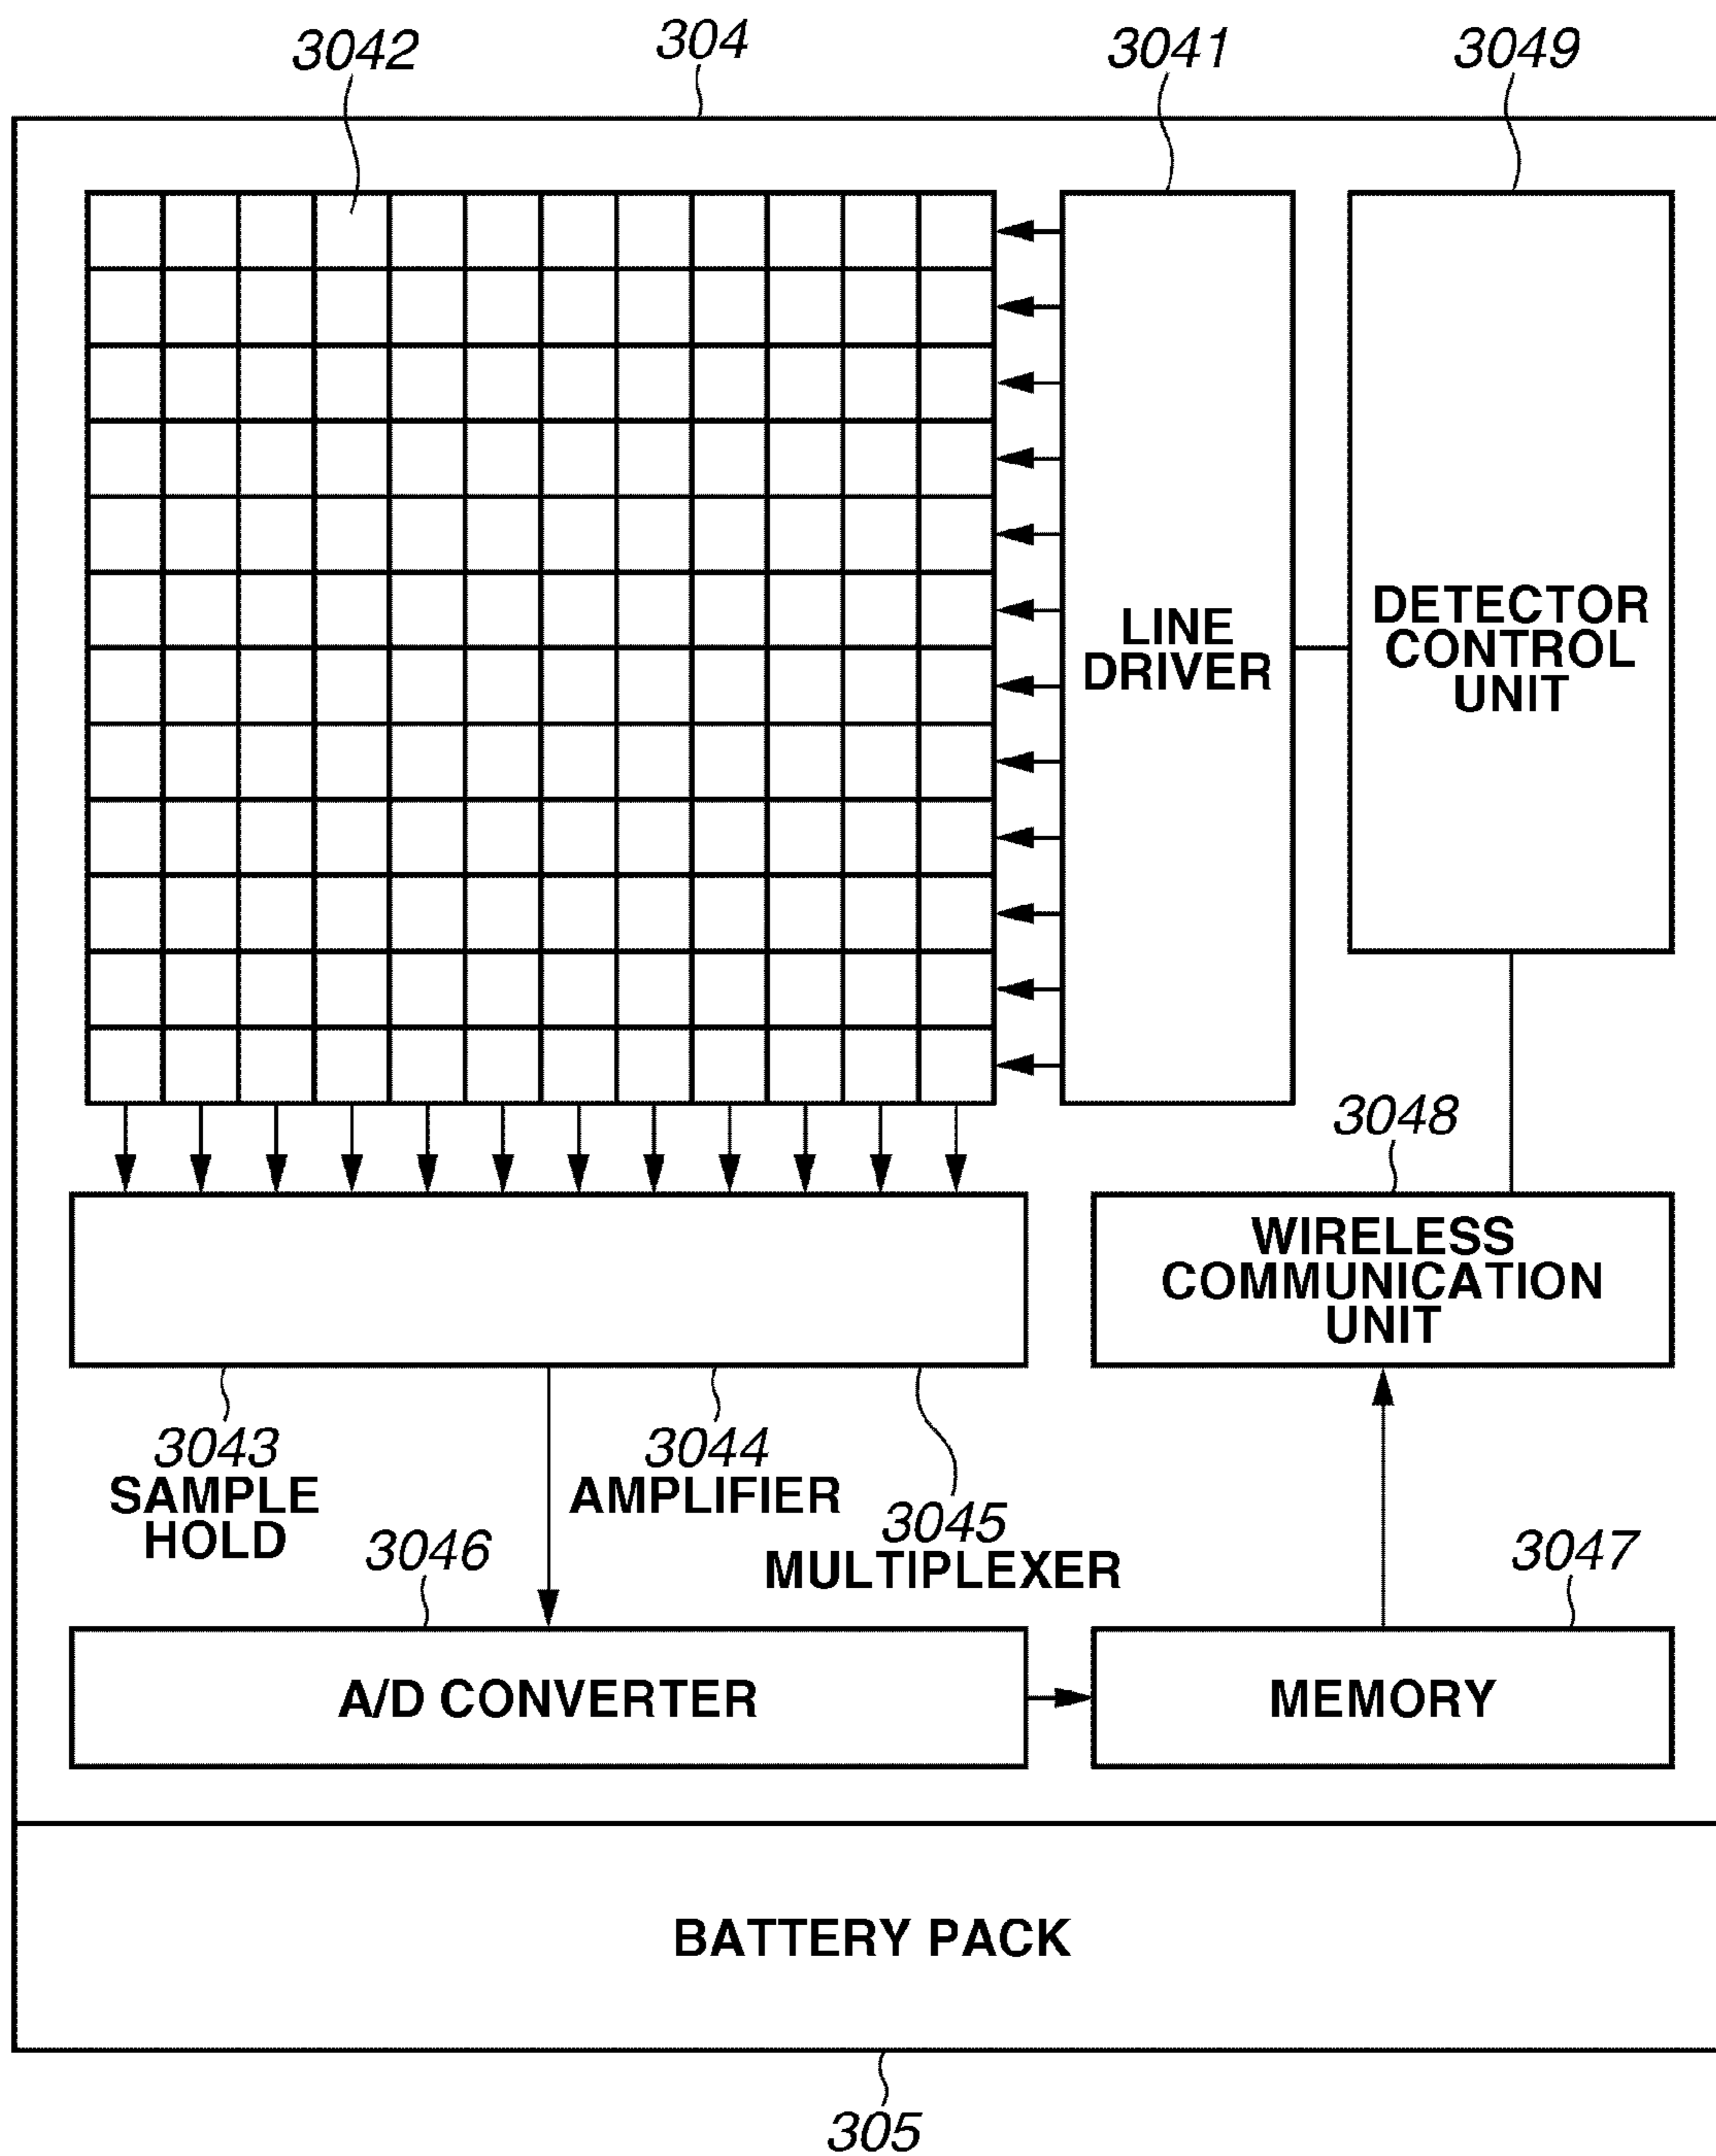 3042
304
3041
3049
LINE
DRIVER
DETECTOR
CONTROL
UNIT
3048
WIRELESS
COMMUNICATION
UNIT
3043
SAMPLE
HOLD
3044
AMPLIFIER
3045
MULTIPLEXER
3046
A/D CONVERTER
3047
MEMORY
BATTERY PACK
305